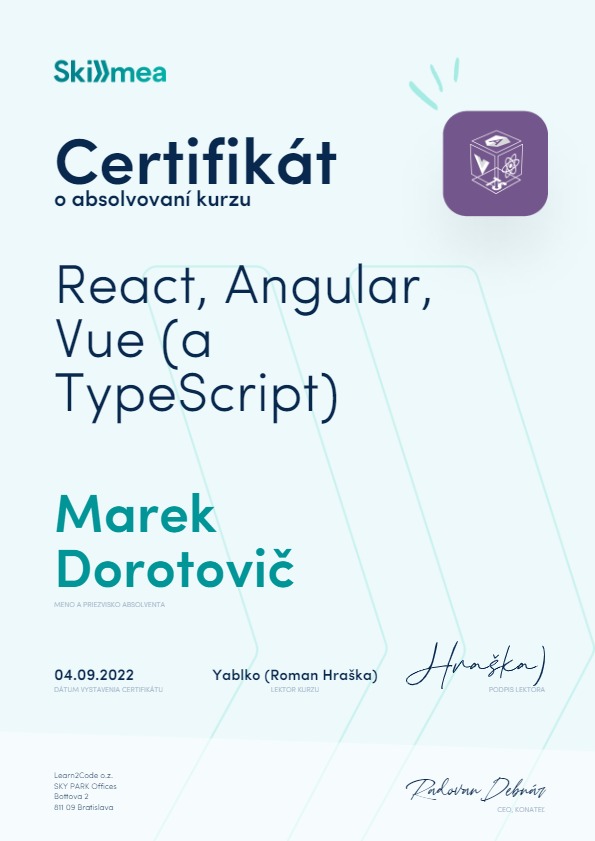 Skillmea
Certifikát
o absolvovaní kurzu
React, Angular,
Vue (a
TypeScript)
Marek
Dorotovič
MENO A PRIEZVISKO ABSOLVENTA
04.09.2022
DÁTUM VYSTAVENIA CERTIFIKÁTU
Yablko (Roman Hraška)
LEKTOR KURZU
Hraška)
PODPIS LEKTORA
Learn2Code o.z.
SKY PARK Offices
Bottova 2
811 09 Bratislava
Radovan Debnár
CEO, KONATEĽ